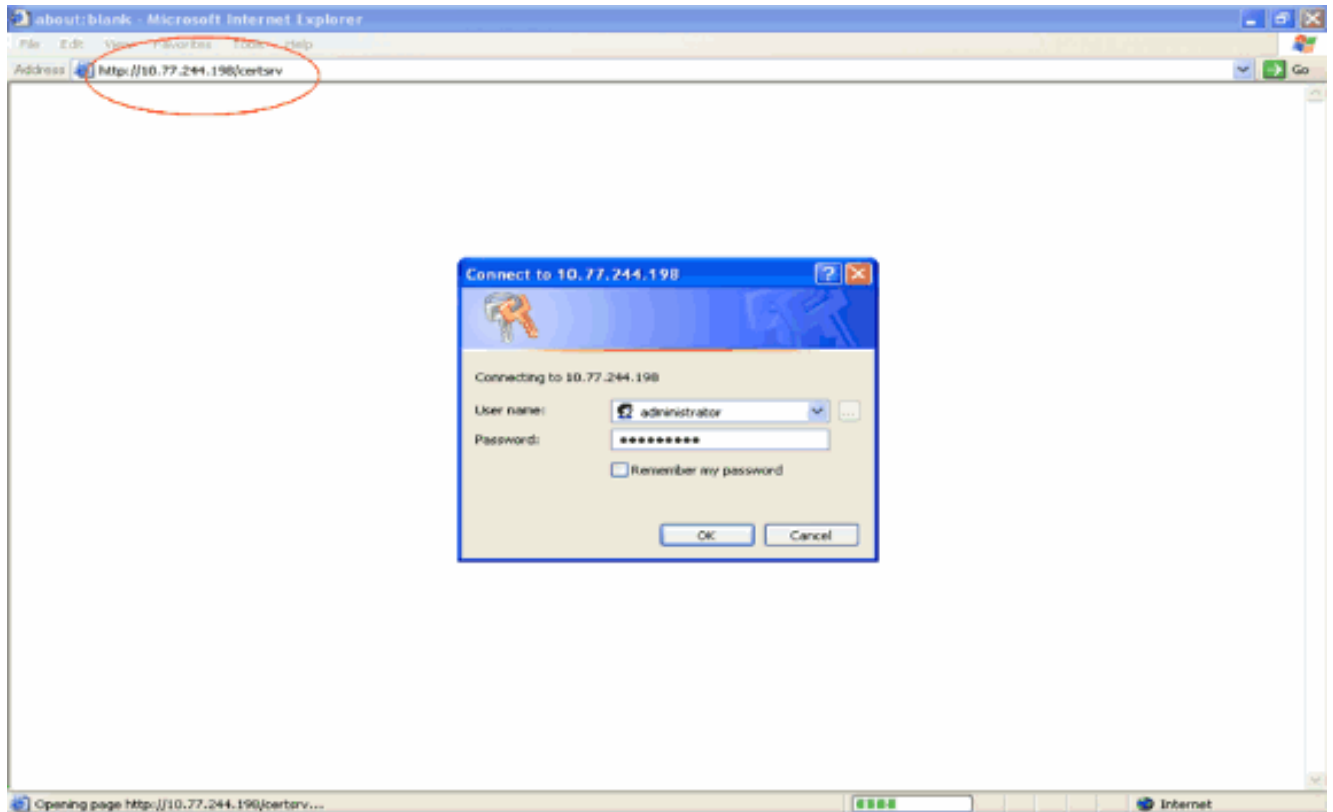 about:blank - Microsoft Internet Explorer
File Edit View Favorites Tools Help
Address http://10.77.244.198/certsrv Go
Connect to 10.77.244.198
Connecting to 10.77.244.198
User name: administrator
Password: •••••••••
Remember my password
OK Cancel
Opening page http://10.77.244.198/certsrv... Internet